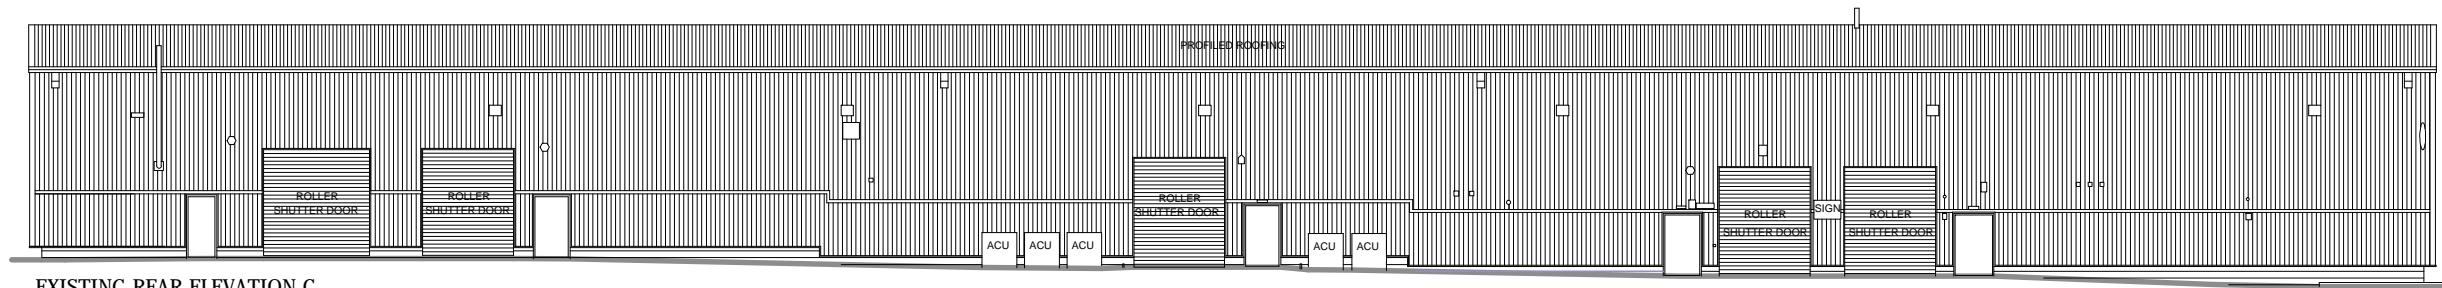 PROFILED ROOFING
ROLLER
SHUTTER DOOR
ROLLER
SHUTTER DOOR
ACU
ACU
ACU
ROLLER
SHUTTER DOOR
ACU
ACU
ROLLER
SHUTTER DOOR
SIGN
ROLLER
SHUTTER DOOR
EXISTING REAR ELEVATION C